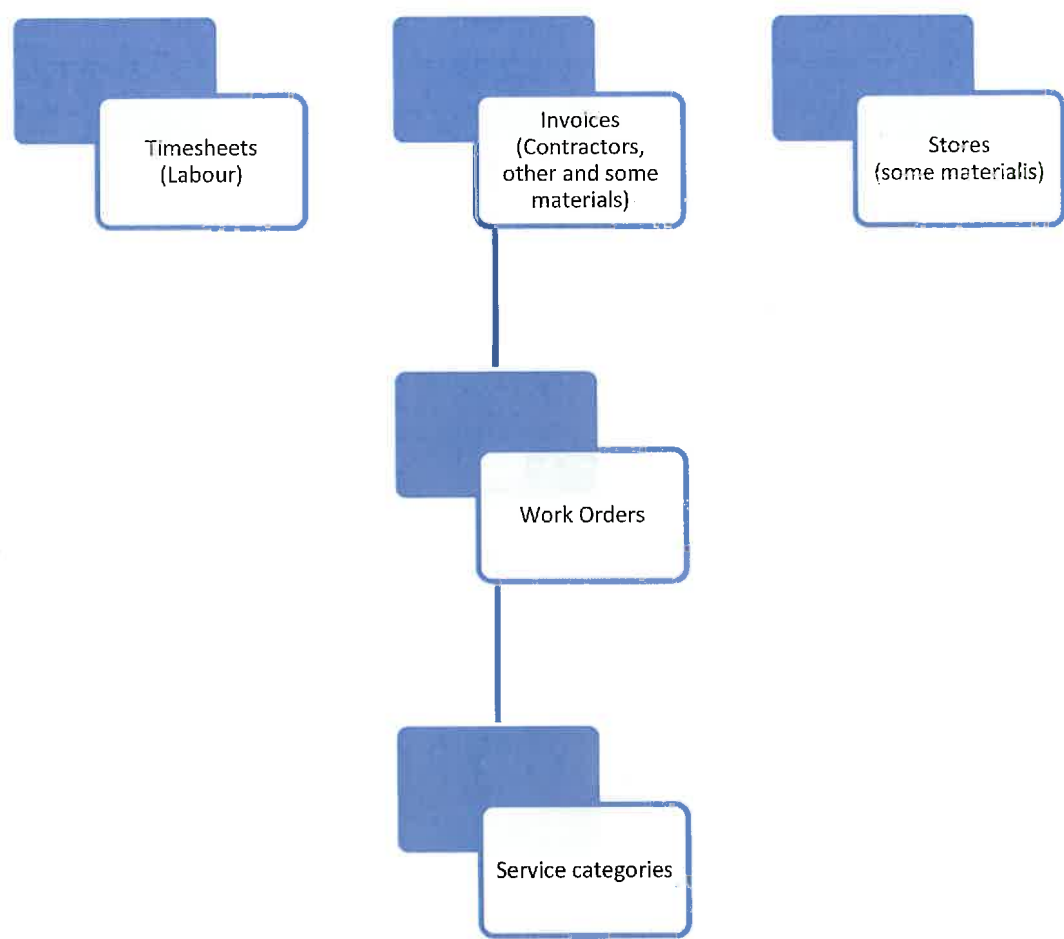 Timesheets
(Labour)
Invoices
(Contractors,
other and some
materials)
Stores
(some materialis)
Work Orders
Service categories